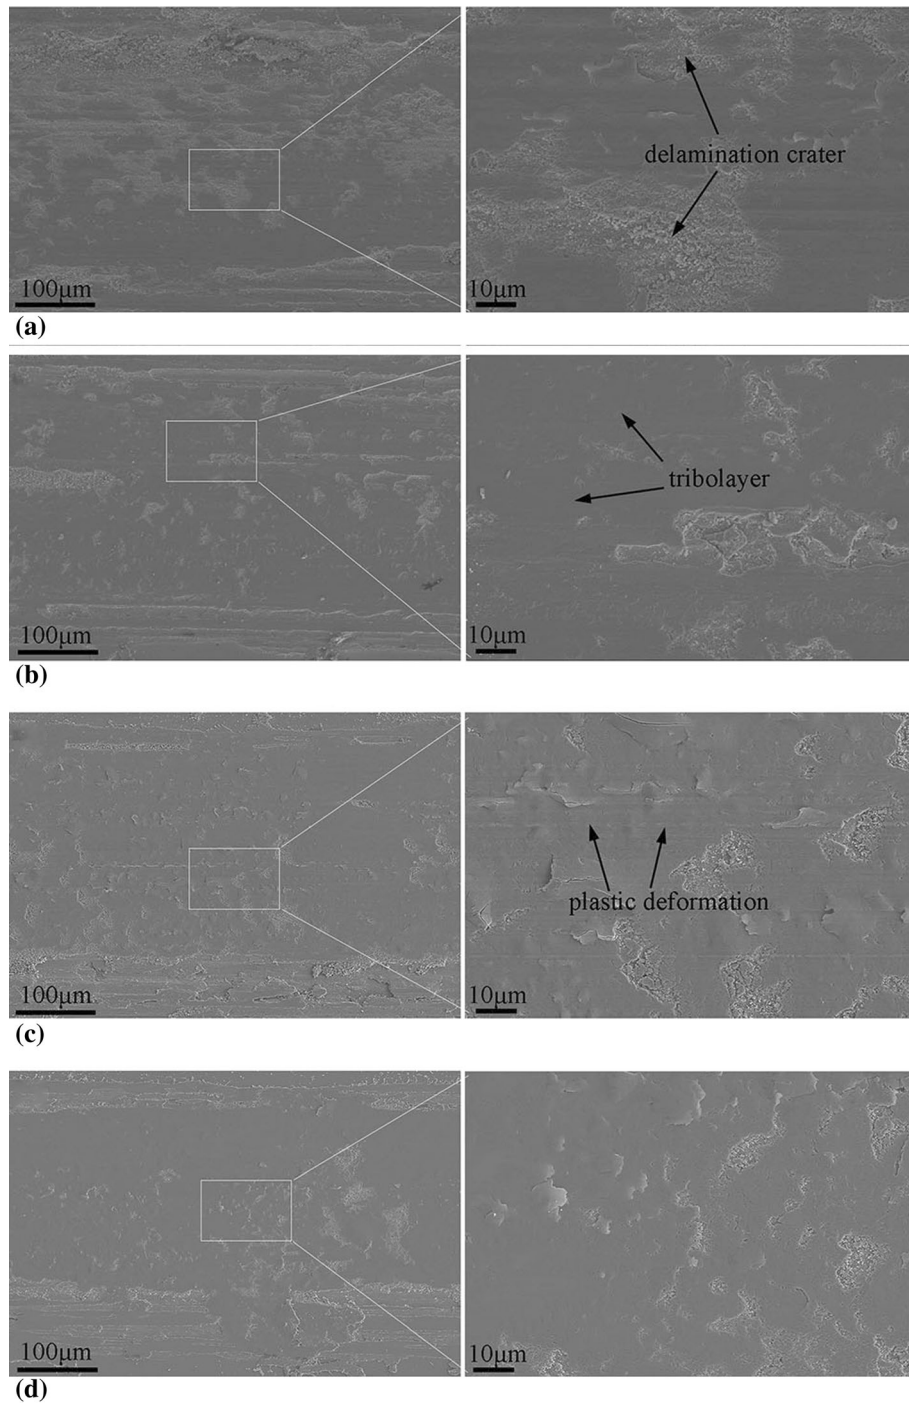 delamination crater
100μm
10μm
(a)
tribolayer
100μm
10μm
(b)
plastic deformation
100μm
10μm
(c)
100μm
10μm
(d)